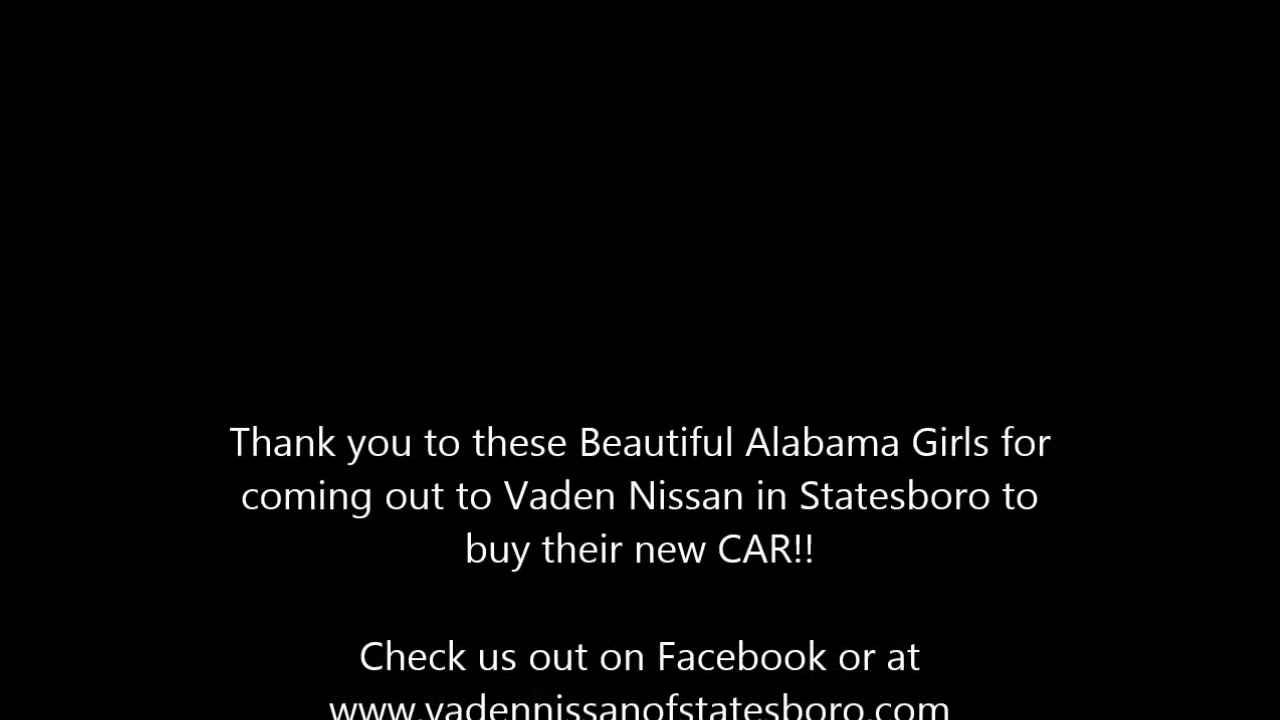 Thank you to these Beautiful Alabama Girls for
coming out to Vaden Nissan in Statesboro to
buy their new CAR!!
Check us out on Facebook or at
www.vadennissanofstatesboro.com